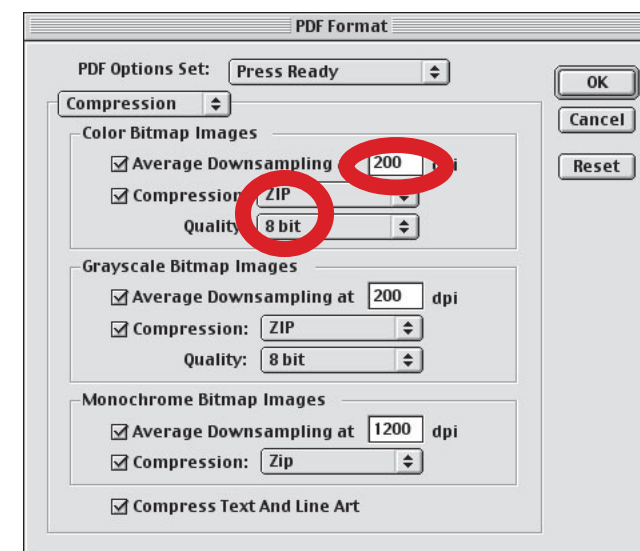 PDF Format
PDF Options Set: Press Ready
OK
Compression
Cancel
Color Bitmap Images
Average Downsampling 200
Reset
Compression ZIP
Quality 8 bit
Grayscale Bitmap Images
Average Downsampling at 200 dpi
Compression: ZIP
Quality: 8 bit
Monochrome Bitmap Images
Average Downsampling at 1200 dpi
Compression: Zip
Compress Text And Line Art